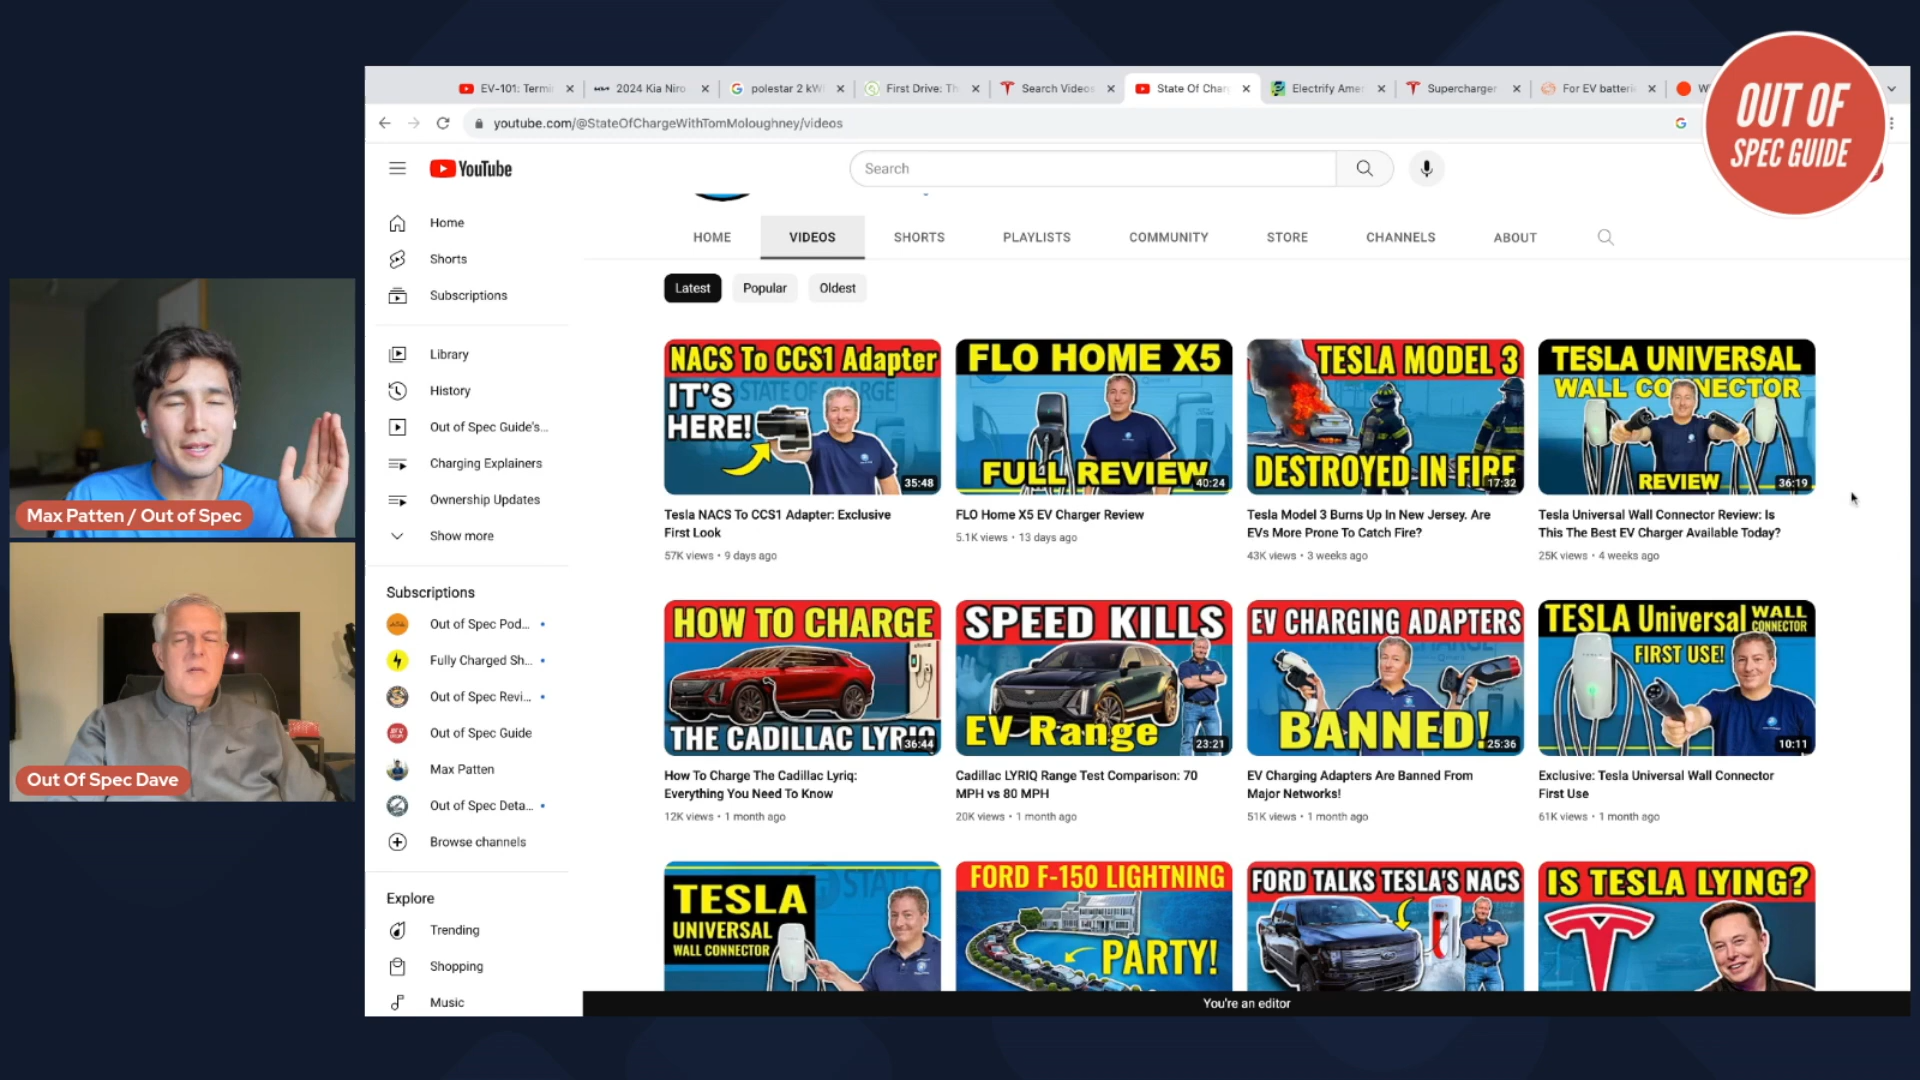 EV-101: Termi
2024 Kia Niro
polestar 2 kW
First Drive: Th
Search Videos
State Of Char
Electrify Ame
Supercharger
For EV batteri
OUT OF
SPEC GUIDE
youtube.com/@StateOfChargeWithTomMoloughney/videos
YouTube
Search
Home
Shorts
Subscriptions
Library
History
Out of Spec Guide's...
Charging Explainers
Ownership Updates
Show more
Subscriptions
Out of Spec Pod...
Fully Charged Sh...
Out of Spec Revi...
Out of Spec Guide
Max Patten
Out of Spec Deta...
Browse channels
Explore
Trending
Shopping
Music
HOME
VIDEOS
SHORTS
PLAYLISTS
COMMUNITY
STORE
CHANNELS
ABOUT
Latest
Popular
Oldest
NACS To CCS1 Adapter
IT'S
HERE!
STATE OF CHARGE
35:48
Tesla NACS To CCS1 Adapter: Exclusive
First Look
57K views • 9 days ago
FLO HOME X5
FULL REVIEW
40:24
FLO Home X5 EV Charger Review
5.1K views • 13 days ago
TESLA MODEL 3
DESTROYED IN FIRE
17:32
Tesla Model 3 Burns Up In New Jersey. Are
EVs More Prone To Catch Fire?
43K views • 3 weeks ago
TESLA UNIVERSAL
WALL CONNECTOR
REVIEW
36:19
Tesla Universal Wall Connector Review: Is
This The Best EV Charger Available Today?
25K views • 4 weeks ago
HOW TO CHARGE
THE CADILLAC LYRIQ
36:44
How To Charge The Cadillac Lyriq:
Everything You Need To Know
12K views • 1 month ago
SPEED KILLS
EV Range
23:21
Cadillac LYRIQ Range Test Comparison: 70
MPH vs 80 MPH
20K views • 1 month ago
EV CHARGING ADAPTERS
BANNED!
25:36
EV Charging Adapters Are Banned From
Major Networks!
51K views • 1 month ago
TESLA Universal WALL CONNECTOR
FIRST USE!
10:11
Exclusive: Tesla Universal Wall Connector
First Use
61K views • 1 month ago
TESLA
UNIVERSAL
WALL CONNECTOR
FORD F-150 LIGHTNING
PARTY!
FORD TALKS TESLA'S NACS
IS TESLA LYING?
You're an editor
Max Patten / Out of Spec
Out Of Spec Dave